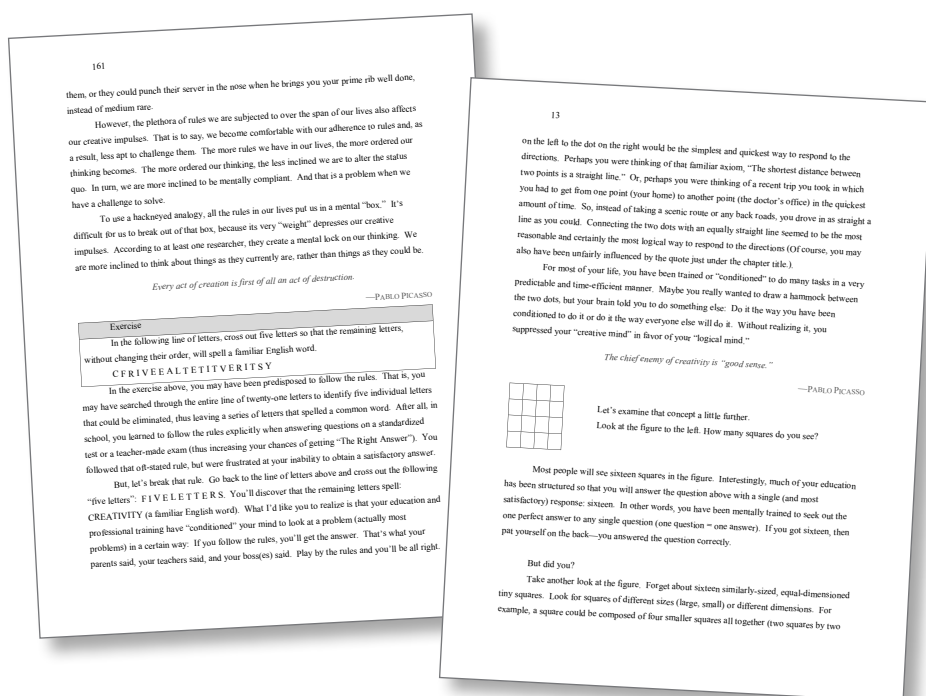 161
them, or they could punch their server in the nose when he brings you your prime rib well done,
instead of medium rare.
However, the plethora of rules we are subjected to over the span of our lives also affects
our creative impulses. That is to say, we become comfortable with our adherence to rules and, as
a result, less apt to challenge them. The more rules we have in our lives, the more ordered our
thinking becomes. The more ordered our thinking, the less inclined we are to alter the status
quo. In turn, we are more inclined to be mentally compliant. And that is a problem when we
have a challenge to solve.
To use a hackneyed analogy, all the rules in our lives put us in a mental “box.” It’s
difficult for us to break out of that box, because its very “weight” depresses our creative
impulses. According to at least one researcher, they create a mental lock on our thinking. We
are more inclined to think about things as they currently are, rather than things as they could be.
Every act of creation is first of all an act of destruction.
—PABLO PICASSO
Exercise
In the following line of letters, cross out five letters so that the remaining letters,
without changing their order, will spell a familiar English word.
C F R I V E E A L T E T I T V E R I T S Y
In the exercise above, you may have been predisposed to follow the rules. That is, you
may have searched through the entire line of twenty-one letters to identify five individual letters
that could be eliminated, thus leaving a series of letters that spelled a common word. After all, in
school, you learned to follow the rules explicitly when answering questions on a standardized
test or a teacher-made exam (thus increasing your chances of getting “The Right Answer”). You
followed that oft-stated rule, but were frustrated at your inability to obtain a satisfactory answer.
But, let’s break that rule. Go back to the line of letters above and cross out the following
“five letters”: F I V E L E T T E R S. You’ll discover that the remaining letters spell:
CREATIVITY (a familiar English word). What I’d like you to realize is that your education and
professional training have “conditioned” your mind to look at a problem (actually most
problems) in a certain way: If you follow the rules, you’ll get the answer. That’s what your
parents said, your teachers said, and your boss(es) said. Play by the rules and you’ll be all right.
13
on the left to the dot on the right would be the simplest and quickest way to respond to the
directions. Perhaps you were thinking of that familiar axiom, “The shortest distance between
two points is a straight line.” Or, perhaps you were thinking of a recent trip you took in which
you had to get from one point (your home) to another point (the doctor’s office) in the quickest
amount of time. So, instead of taking a scenic route or any back roads, you drove in as straight a
line as you could. Connecting the two dots with an equally straight line seemed to be the most
reasonable and certainly the most logical way to respond to the directions (Of course, you may
also have been unfairly influenced by the quote just under the chapter title.).
For most of your life, you have been trained or “conditioned” to do many tasks in a very
predictable and time-efficient manner. Maybe you really wanted to draw a hammock between
the two dots, but your brain told you to do something else: Do it the way you have been
conditioned to do it or do it the way everyone else will do it. Without realizing it, you
suppressed your “creative mind” in favor of your “logical mind.”
The chief enemy of creativity is “good sense.”
—PABLO PICASSO
Let’s examine that concept a little further.
Look at the figure to the left. How many squares do you see?
Most people will see sixteen squares in the figure. Interestingly, much of your education
has been structured so that you will answer the question above with a single (and most
satisfactory) response: sixteen. In other words, you have been mentally trained to seek out the
one perfect answer to any single question (one question = one answer). If you got sixteen, then
pat yourself on the back—you answered the question correctly.
But did you?
Take another look at the figure. Forget about sixteen similarly-sized, equal-dimensioned
tiny squares. Look for squares of different sizes (large, small) or different dimensions. For
example, a square could be composed of four smaller squares all together (two squares by two